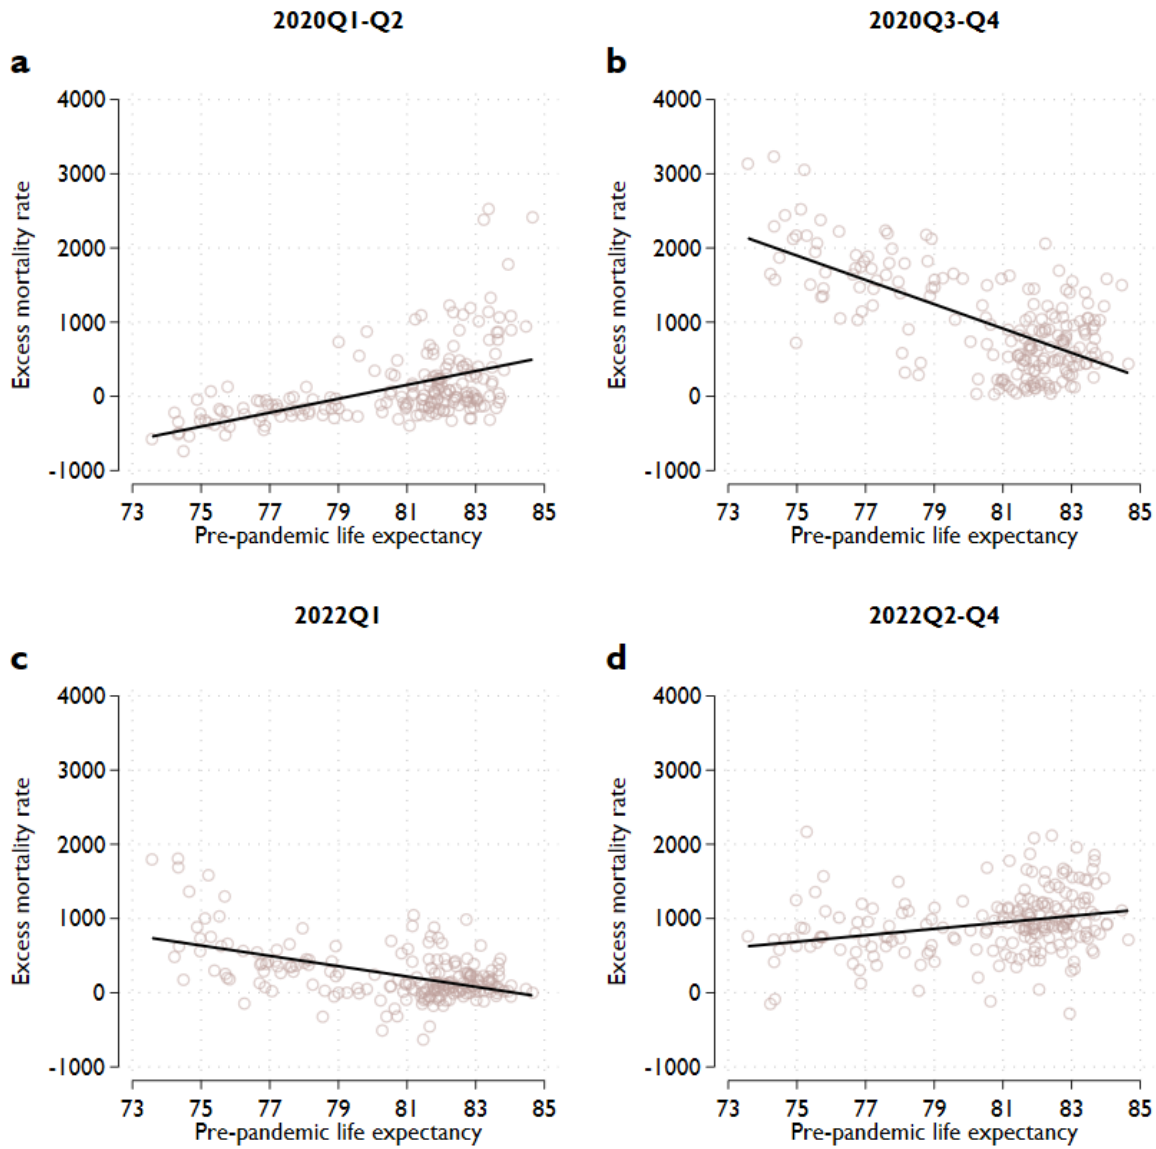 2020Q1-Q2
2020Q3-Q4
a
b
4000
3000
2000
1000
0
-1000
Excess mortality rate
73 75 77 79 81 83 85
Pre-pandemic life expectancy
4000
3000
2000
1000
0
-1000
Excess mortality rate
73 75 77 79 81 83 85
Pre-pandemic life expectancy
2022Q1
2022Q2-Q4
c
d
4000
3000
2000
1000
0
-1000
Excess mortality rate
73 75 77 79 81 83 85
Pre-pandemic life expectancy
4000
3000
2000
1000
0
-1000
Excess mortality rate
73 75 77 79 81 83 85
Pre-pandemic life expectancy